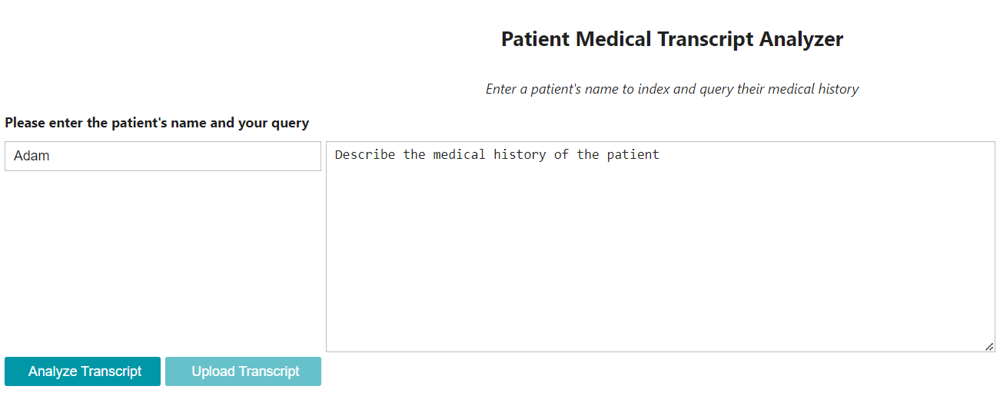 Patient Medical Transcript Analyzer
Enter a patient's name to index and query their medical history
Please enter the patient's name and your query
Adam
Describe the medical history of the patient
Analyze Transcript
Upload Transcript